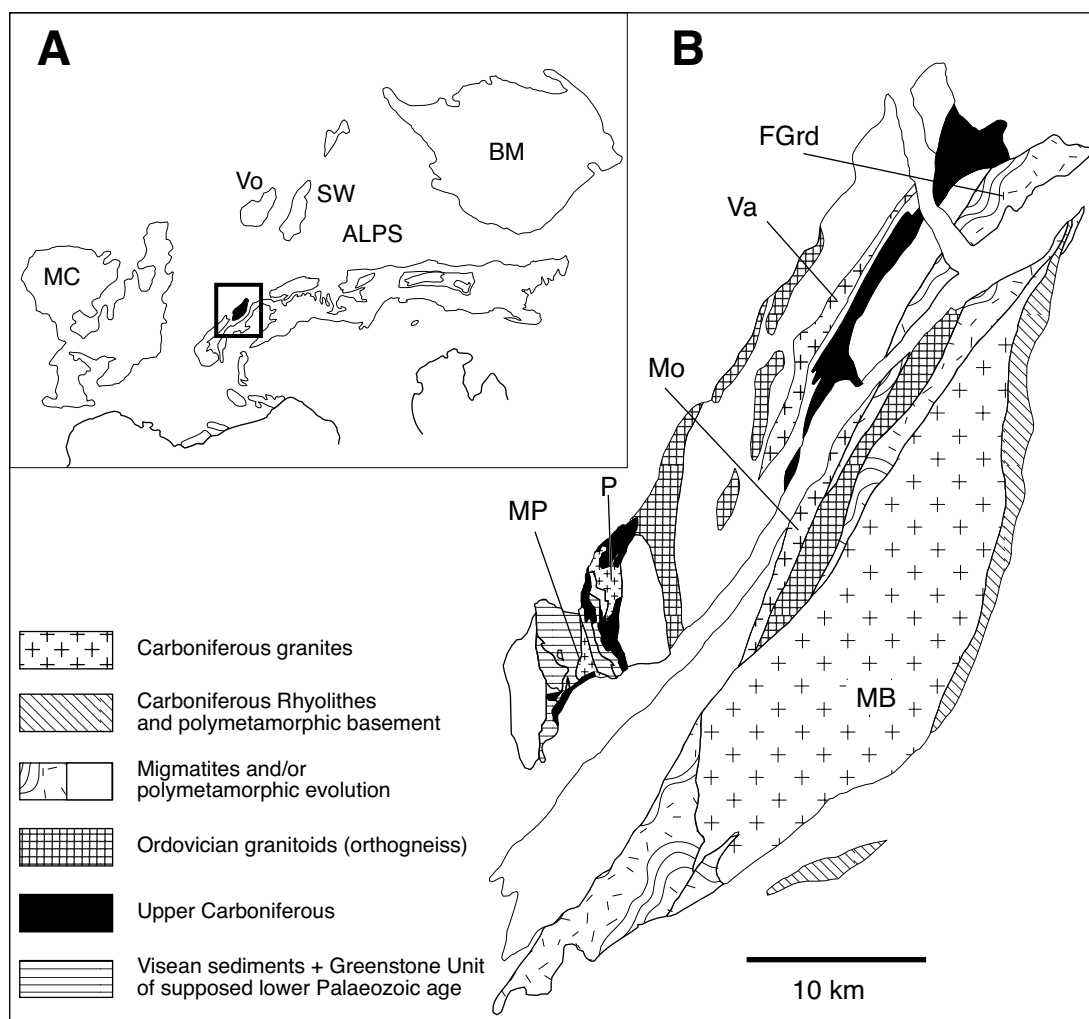 A
BM
Vo
SW
ALPS
MC
B
FGrd
Va
Mo
P
MP
MB
Carboniferous granites
Carboniferous Rhyolithes
and polymetamorphic basement
Migmatites and/or
polymetamorphic evolution
Ordovician granitoids (orthogneiss)
Upper Carboniferous
Visean sediments + Greenstone Unit
of supposed lower Palaeozoic age
10 km